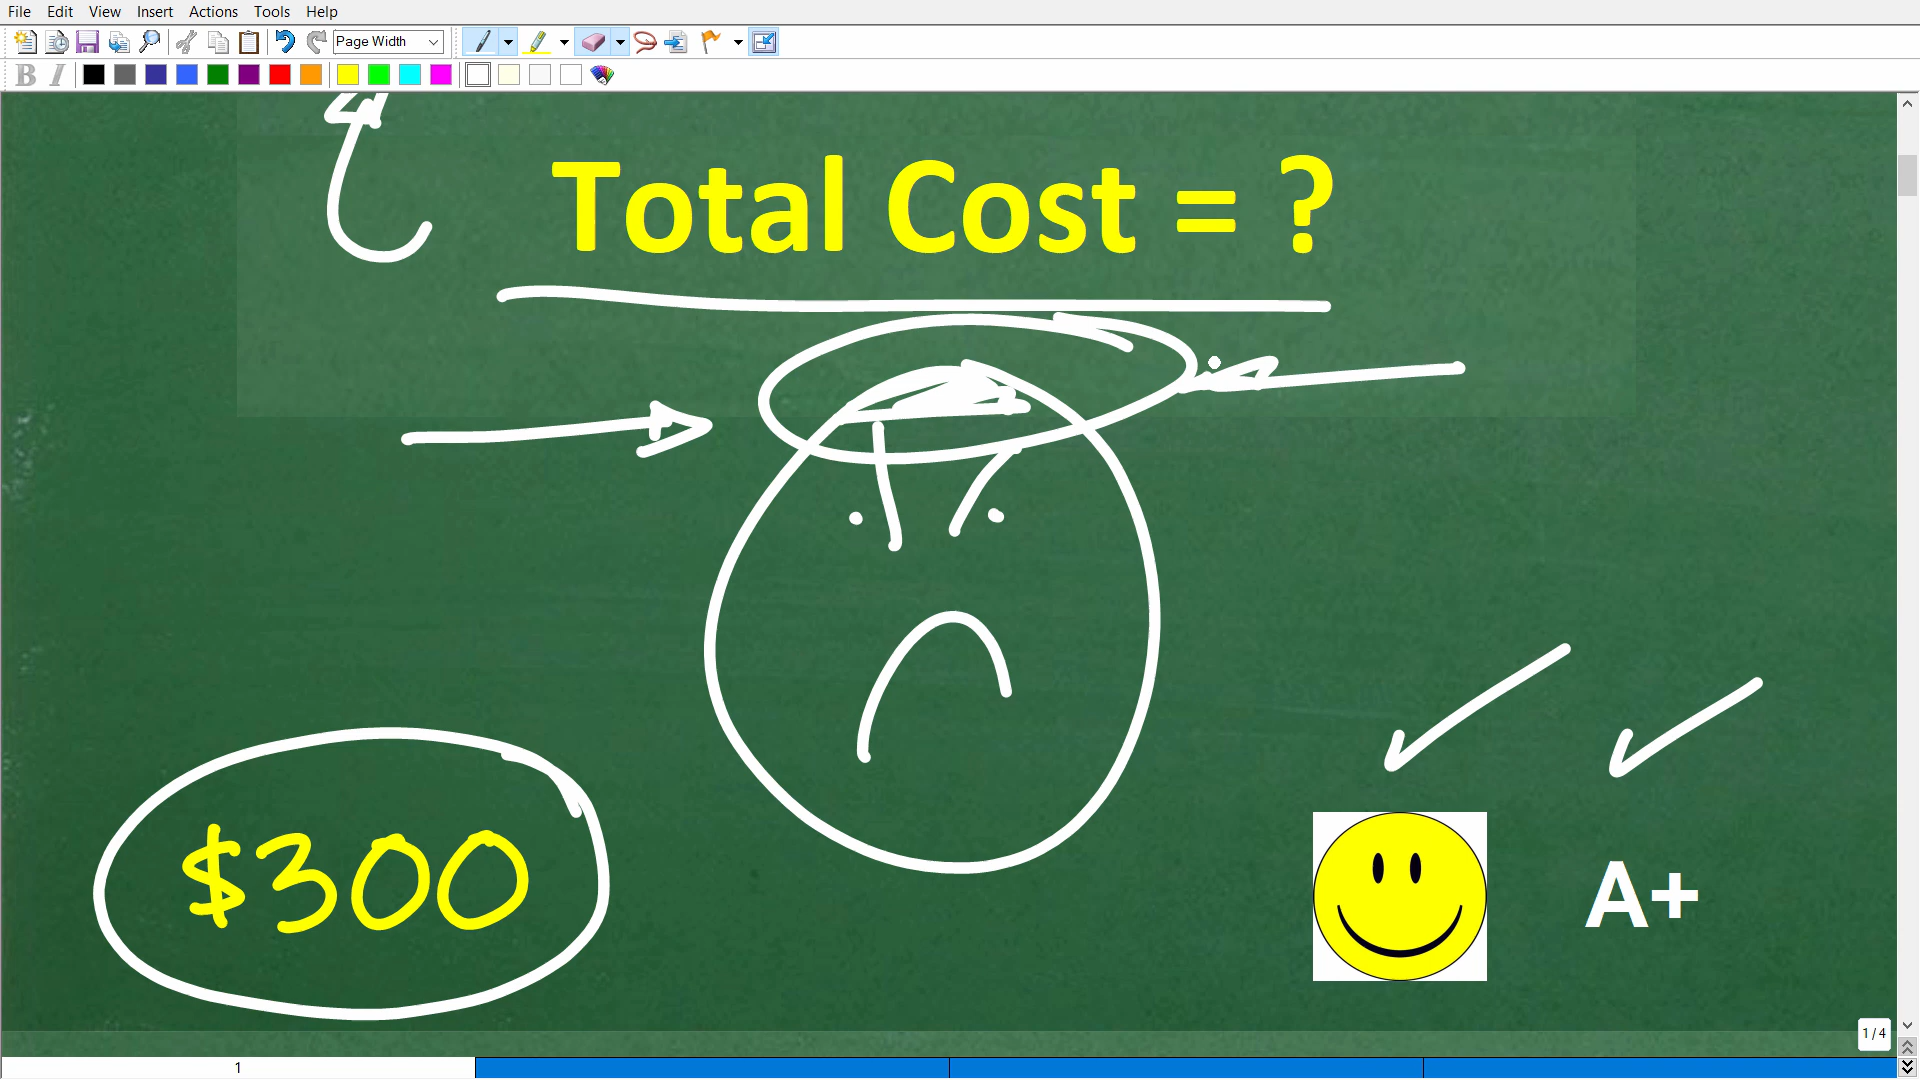 File Edit View Insert Actions Tools Help
Page Width
B I
Total Cost = ?
$300
A+
1 / 4
1